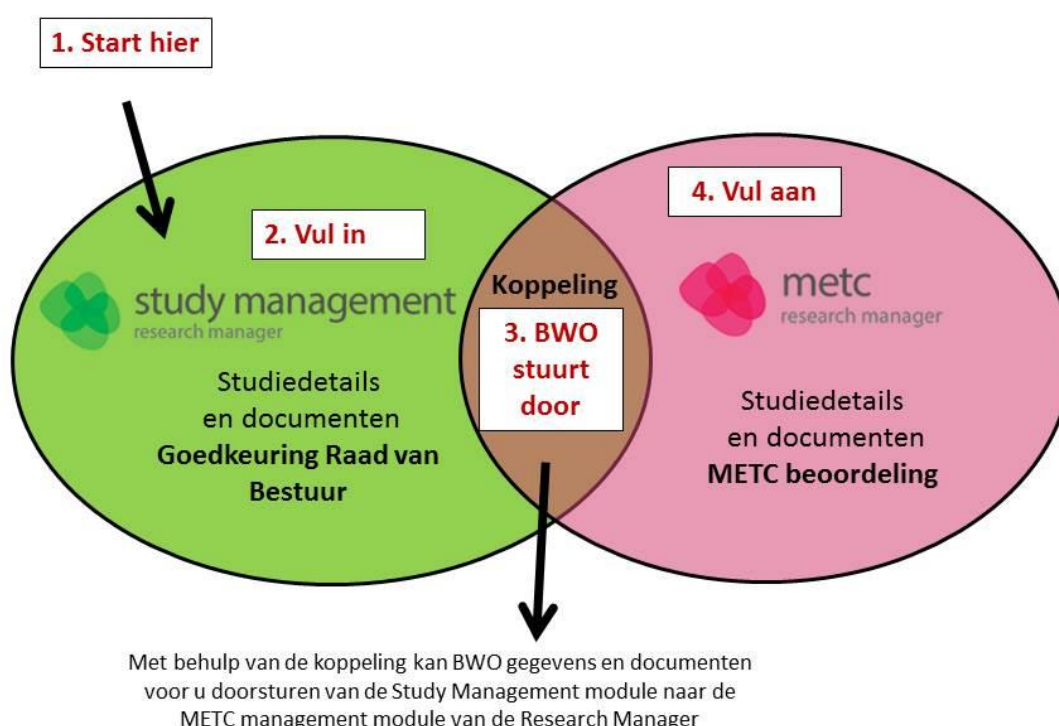 1. Start hier
2. Vul in
study management
research manager
Studiedetails
en documenten
Goedkeuring Raad van
Bestuur
Koppeling
3. BWO
stuurt
door
4. Vul aan
metc
research manager
Studiedetails
en documenten
METC beoordeling
Met behulp van de koppeling kan BWO gegevens en documenten
voor u doorsturen van de Study Management module naar de
METC management module van de Research Manager